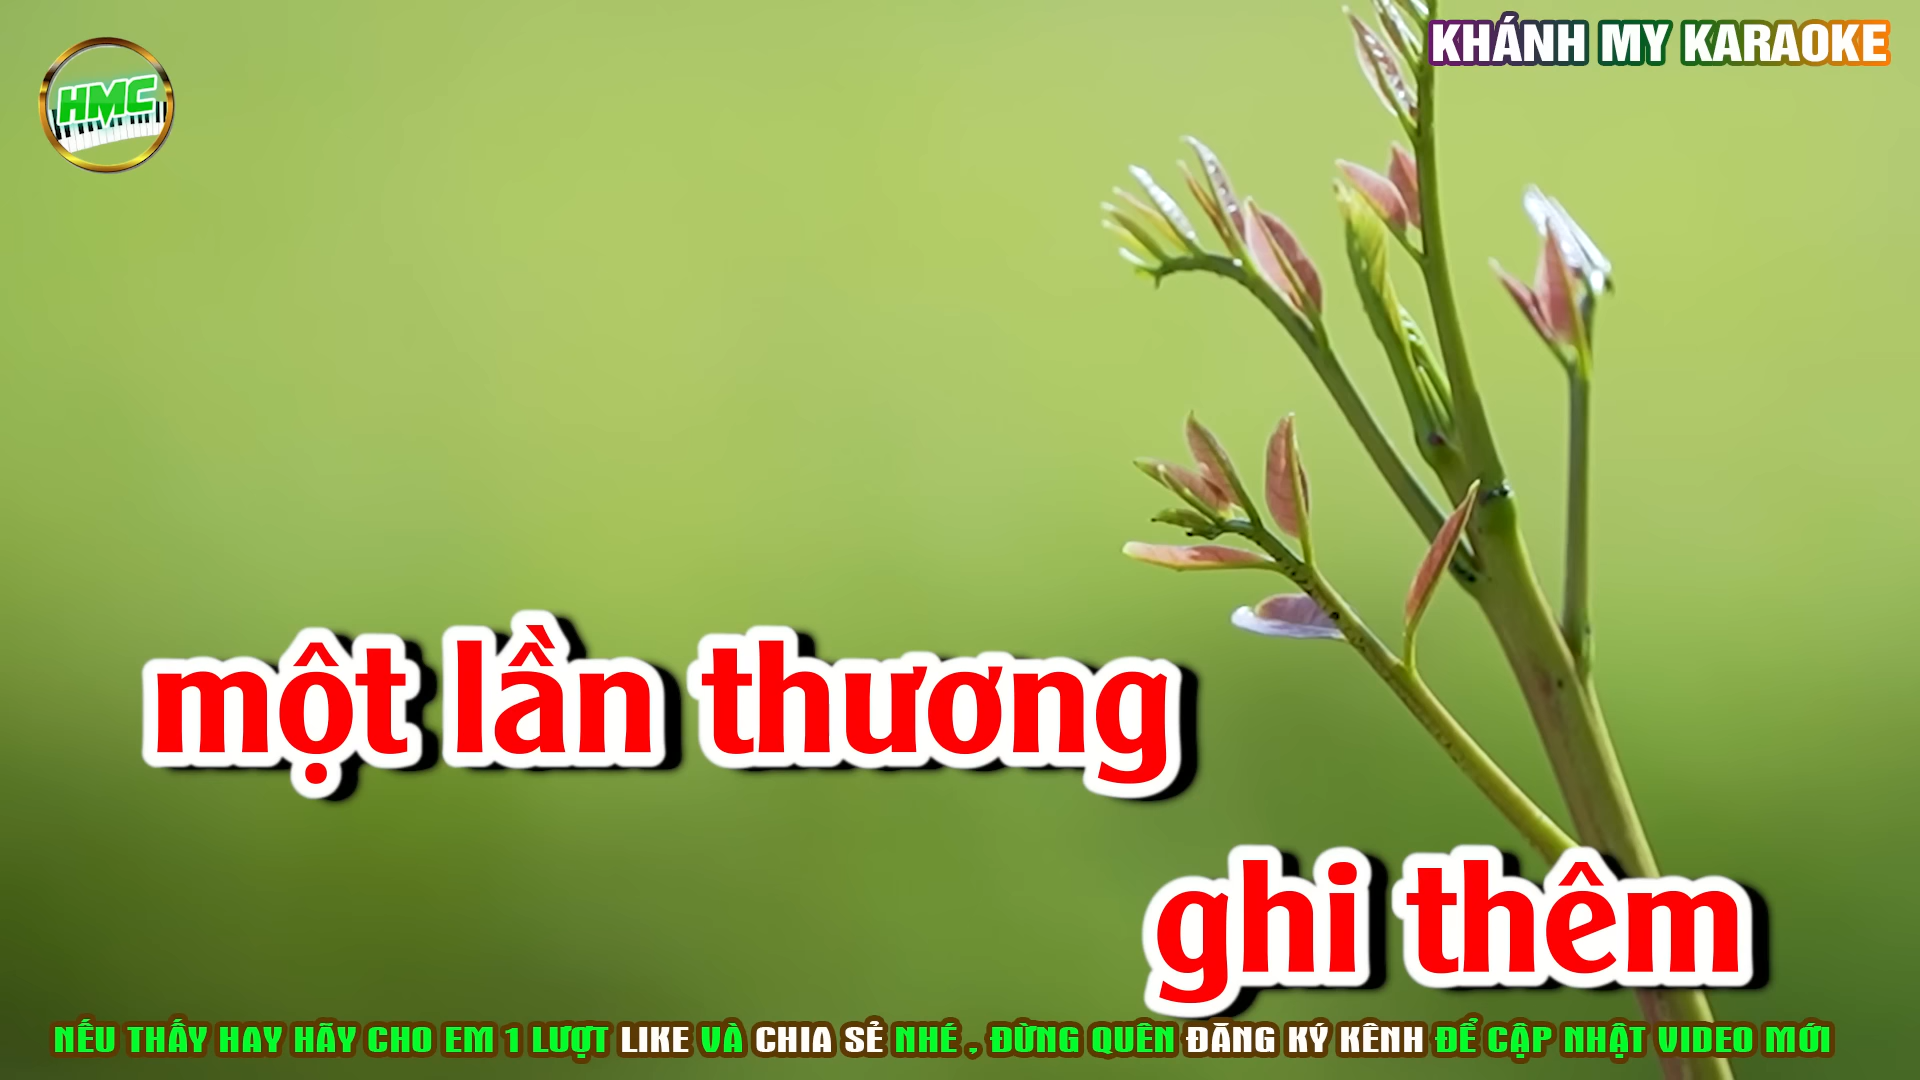 HMC
KHÁNH MY KARAOKE
một lần thương
ghi thêm
NẾU THẤY HAY HÃY CHO EM 1 LƯỢT LIKE VÀ CHIA SẺ NHÉ , ĐỪNG QUÊN ĐĂNG KÝ KÊNH ĐỂ CẬP NHẬT VIDEO MỚI